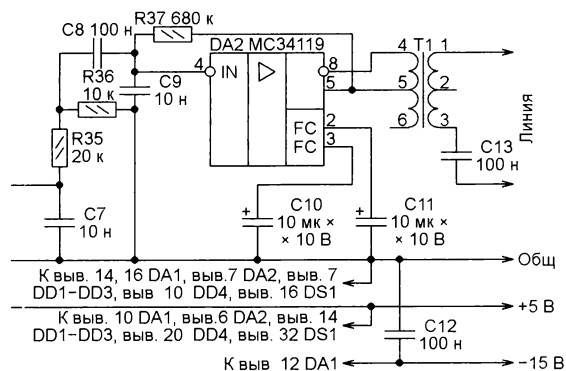 R37 680 к
C8 100 н
DA2 MC34119
R36
10 к
C9
10 н
4
IN
8
5
4 T1 1
5
2
6
3
R35
20 к
FC
FC
2
3
C13
100 н
Линия
C7
10 н
+
C10
10 мк ×
× 10 В
+
C11
10 мк ×
× 10 В
Общ
К выв. 14, 16 DA1, выв.7 DA2, выв. 7
DD1–DD3, выв 10 DD4, выв. 16 DS1
+5 В
К выв. 10 DA1, выв.6 DA2, выв. 14
DD1–DD3, выв. 20 DD4, выв. 32 DS1
C12
100 н
К выв 12 DA1
–15 В